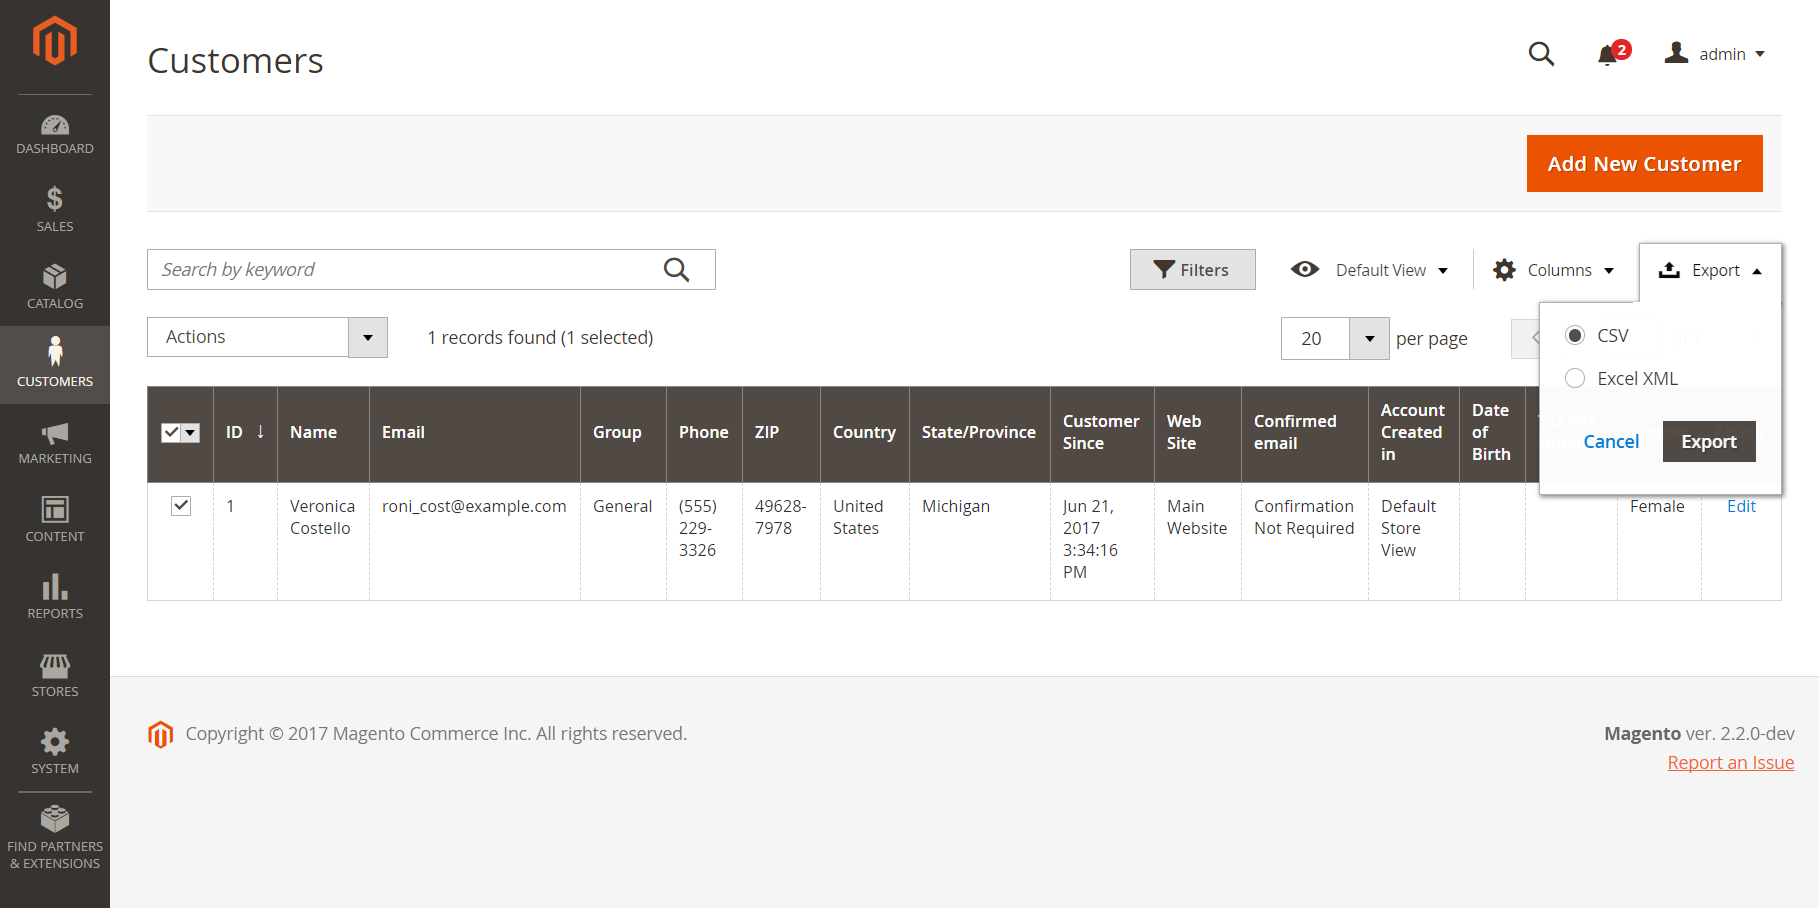 Customers
2
admin
DASHBOARD
SALES
CATALOG
CUSTOMERS
MARKETING
CONTENT
REPORTS
STORES
SYSTEM
FIND PARTNERS
& EXTENSIONS
Add New Customer
Search by keyword
Filters
Default View
Columns
Export
Actions
1 records found (1 selected)
20
per page
CSV
Excel XML
Cancel
Export
ID
Name
Email
Group
Phone
ZIP
Country
State/Province
Customer
Since
Web
Site
Confirmed
email
Account
Created
in
Date
of
Birth
1
Veronica
Costello
roni_cost@example.com
General
(555)
229-
3326
49628-
7978
United
States
Michigan
Jun 21,
2017
3:34:16
PM
Main
Website
Confirmation
Not Required
Default
Store
View
Female
Edit
Copyright © 2017 Magento Commerce Inc. All rights reserved.
Magento ver. 2.2.0-dev
Report an Issue